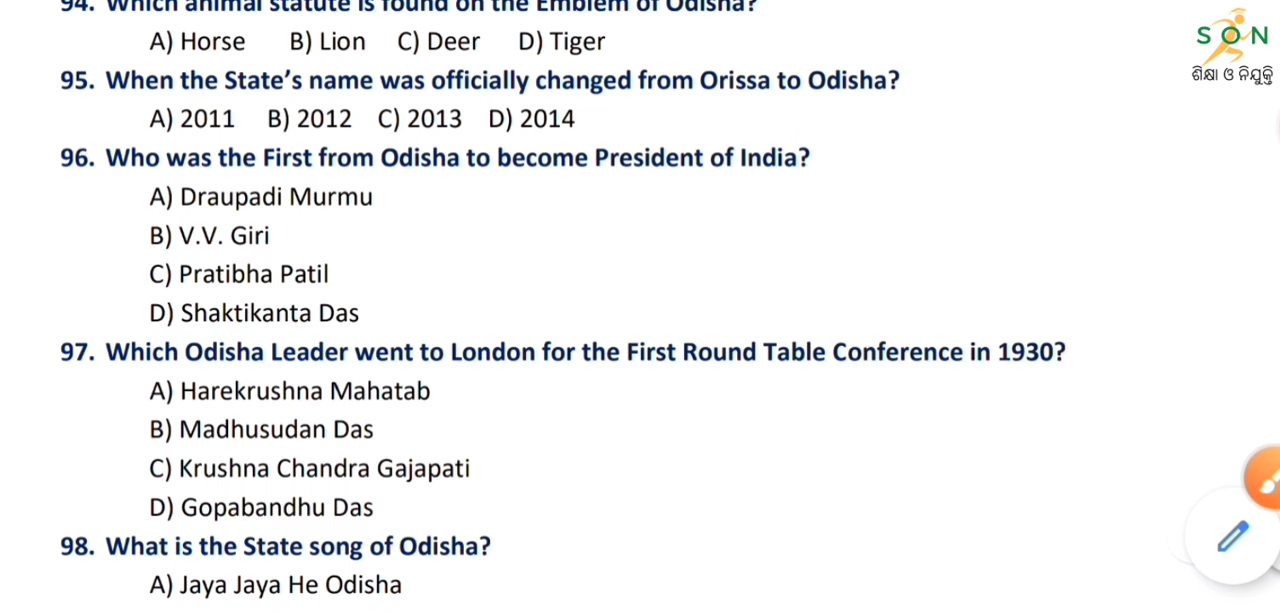 94. Which animal statute is found on the Emblem of Odisha?
A) Horse B) Lion C) Deer D) Tiger
S O N
ଶିକ୍ଷା ଓ ନିଯୁକ୍ତି
95. When the State’s name was officially changed from Orissa to Odisha?
A) 2011 B) 2012 C) 2013 D) 2014
96. Who was the First from Odisha to become President of India?
A) Draupadi Murmu
B) V.V. Giri
C) Pratibha Patil
D) Shaktikanta Das
97. Which Odisha Leader went to London for the First Round Table Conference in 1930?
A) Harekrushna Mahatab
B) Madhusudan Das
C) Krushna Chandra Gajapati
D) Gopabandhu Das
98. What is the State song of Odisha?
A) Jaya Jaya He Odisha